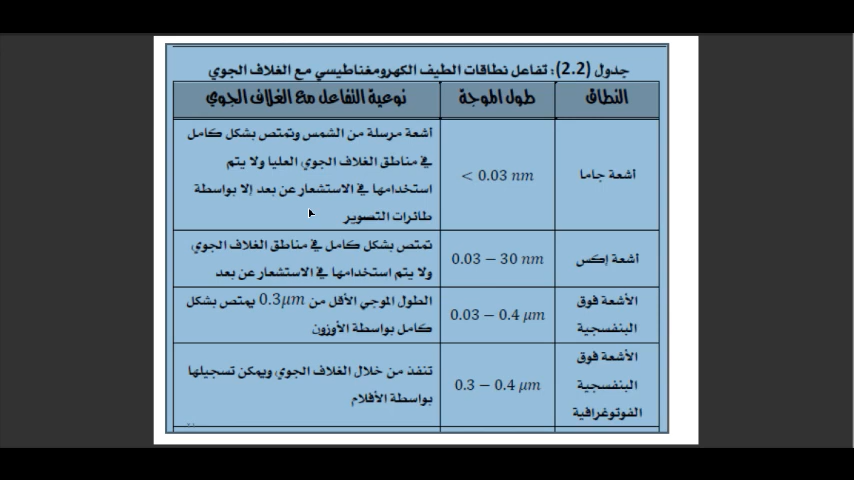 جدول (2.2): تفاعل نطاقات الطيف الكهرومغناطيسي مع الغلاف الجوي
النطاق طول الموجة نوعية التفاعل مع الغلاف الجوي
أشعة جاما
< 0.03 nm
أشعة مرسلة من الشمس وتمتص بشكل كامل
في مناطق الغلاف الجوي العليا ولا يتم
استخدامها في الاستشعار عن بعد إلا بواسطة
طائرات التصوير
أشعة إكس
0.03 – 30 nm
تمتص بشكل كامل في مناطق الغلاف الجوي
ولا يتم استخدامها في الاستشعار عن بعد
الأشعة فوق
البنفسجية
0.03 – 0.4 μm
الطول الموجي الأقل من 0.3μm يمتص بشكل
كامل بواسطة الأوزون
الأشعة فوق
البنفسجية
الفوتوغرافية
0.3 – 0.4 μm
تنفذ من خلال الغلاف الجوي ويمكن تسجيلها
بواسطة الأفلام